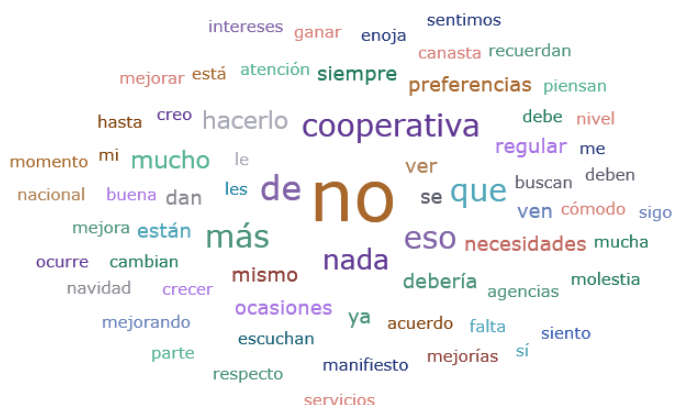 sentimos
intereses ganar enoja
canasta recuerdan
mejorar está atención siempre preferencias piensan
hasta creo hacerlo cooperativa debe nivel
regular me
momento mi mucho le ver
nacional buena dan les de no se que buscan deben
ven cómodo sigo
mejora están más eso necesidades mucha
ocurre cambian mismo nada debería molestia
navidad crecer ocasiones agencias
mejorando ya acuerdo falta siento
escuchan
parte manifiesto mejorías sí
respecto
servicios